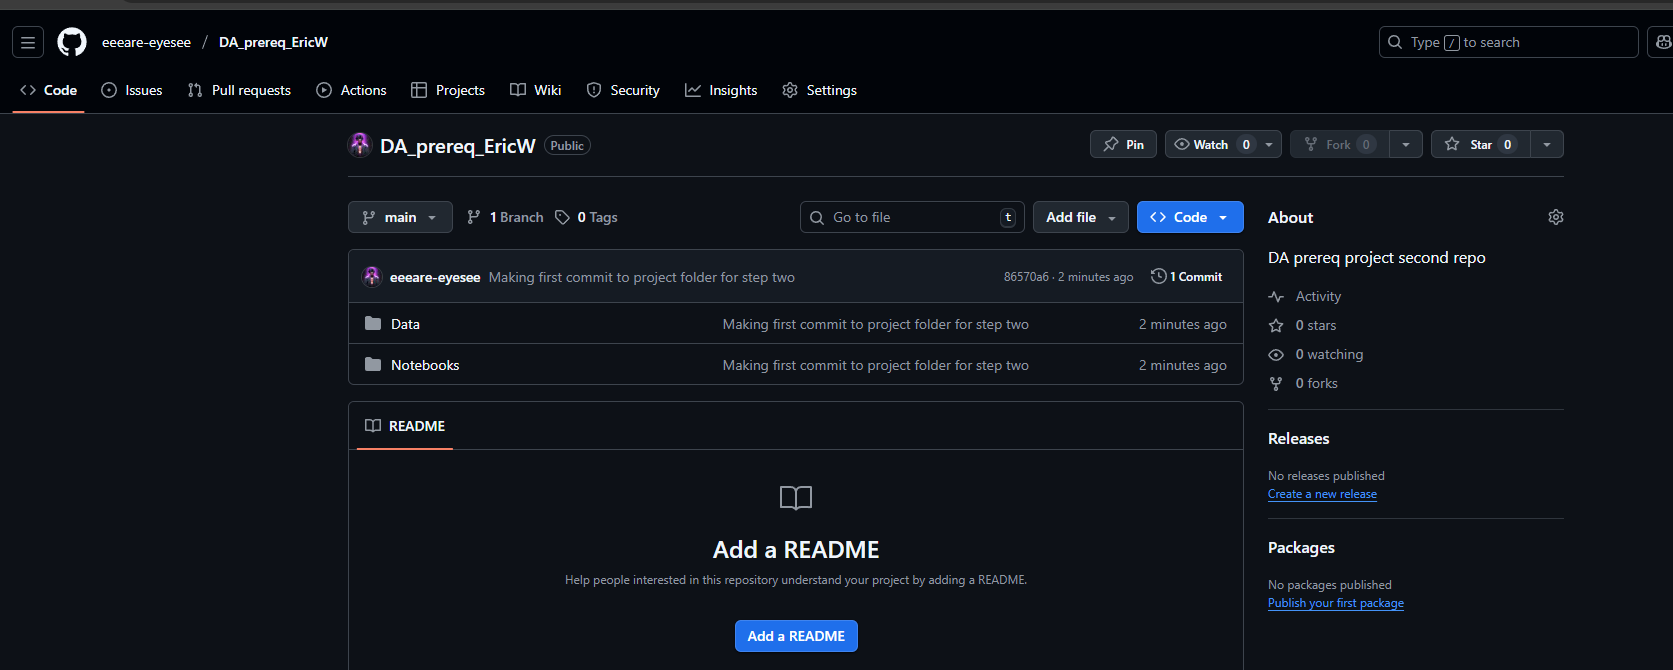 eeeare-eyesee / DA_prereq_EricW
Type / to search
Code Issues Pull requests Actions Projects Wiki Security Insights Settings
DA_prereq_EricW Public
Pin Watch 0 Fork 0 Star 0
main 1 Branch 0 Tags Go to file t Add file Code
eeeare-eyesee Making first commit to project folder for step two 86570a6 · 2 minutes ago 1 Commit
Data Making first commit to project folder for step two 2 minutes ago
Notebooks Making first commit to project folder for step two 2 minutes ago
README
Add a README
Help people interested in this repository understand your project by adding a README.
Add a README
About
DA prereq project second repo
Activity
0 stars
0 watching
0 forks
Releases
No releases published
Create a new release
Packages
No packages published
Publish your first package